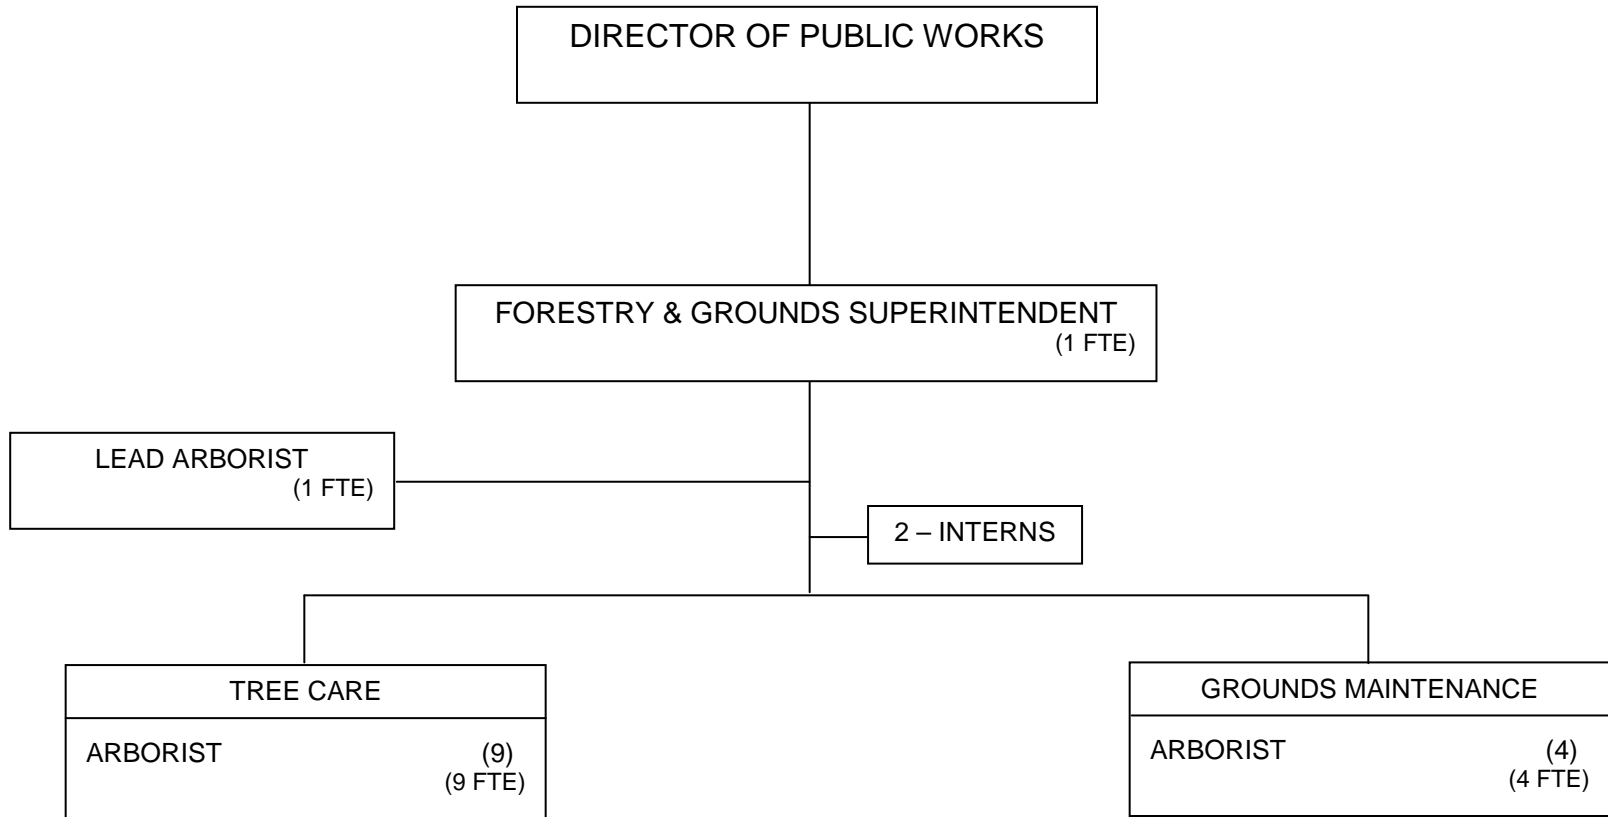 DIRECTOR OF PUBLIC WORKS
FORESTRY & GROUNDS SUPERINTENDENT
(1 FTE)
LEAD ARBORIST
(1 FTE)
2 – INTERNS
TREE CARE
ARBORIST (9)
(9 FTE)
GROUNDS MAINTENANCE
ARBORIST (4)
(4 FTE)